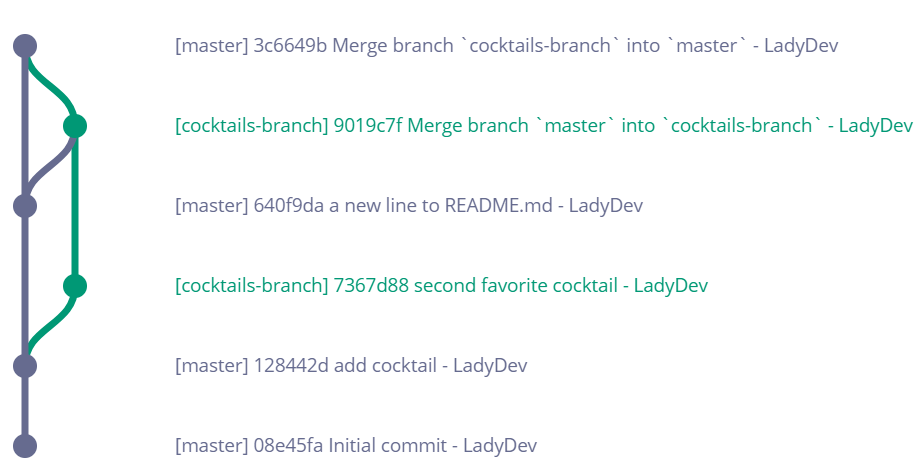 [master] 3c6649b Merge branch `cocktails-branch` into `master` - LadyDev
[cocktails-branch] 9019c7f Merge branch `master` into `cocktails-branch` - LadyDev
[master] 640f9da a new line to README.md - LadyDev
[cocktails-branch] 7367d88 second favorite cocktail - LadyDev
[master] 128442d add cocktail - LadyDev
[master] 08e45fa Initial commit - LadyDev